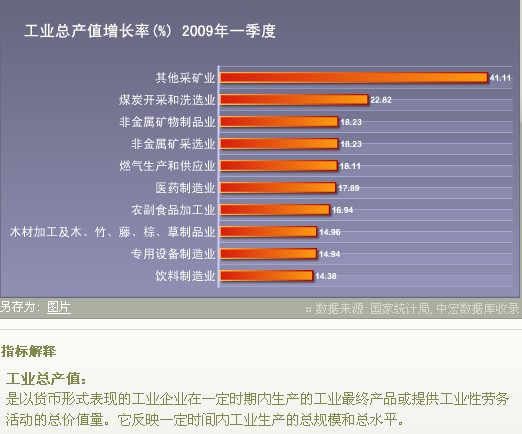 工业总产值增长率(%) 2009年一季度
其他采矿业 41.11
煤炭开采和洗选业 22.82
非金属矿物制品业 18.23
非金属矿采选业 18.23
燃气生产和供应业 18.11
医药制造业 17.89
农副食品加工业 16.94
木材加工及木、竹、藤、棕、草制品业 14.96
专用设备制造业 14.94
饮料制造业 14.38
另存为: 图片
¤ 数据来源:国家统计局, 中宏数据库收录
指标解释
工业总产值:
是以货币形式表现的工业企业在一定时期内生产的工业最终产品或提供工业性劳务
活动的总价值量。它反映一定时间内工业生产的总规模和总水平。